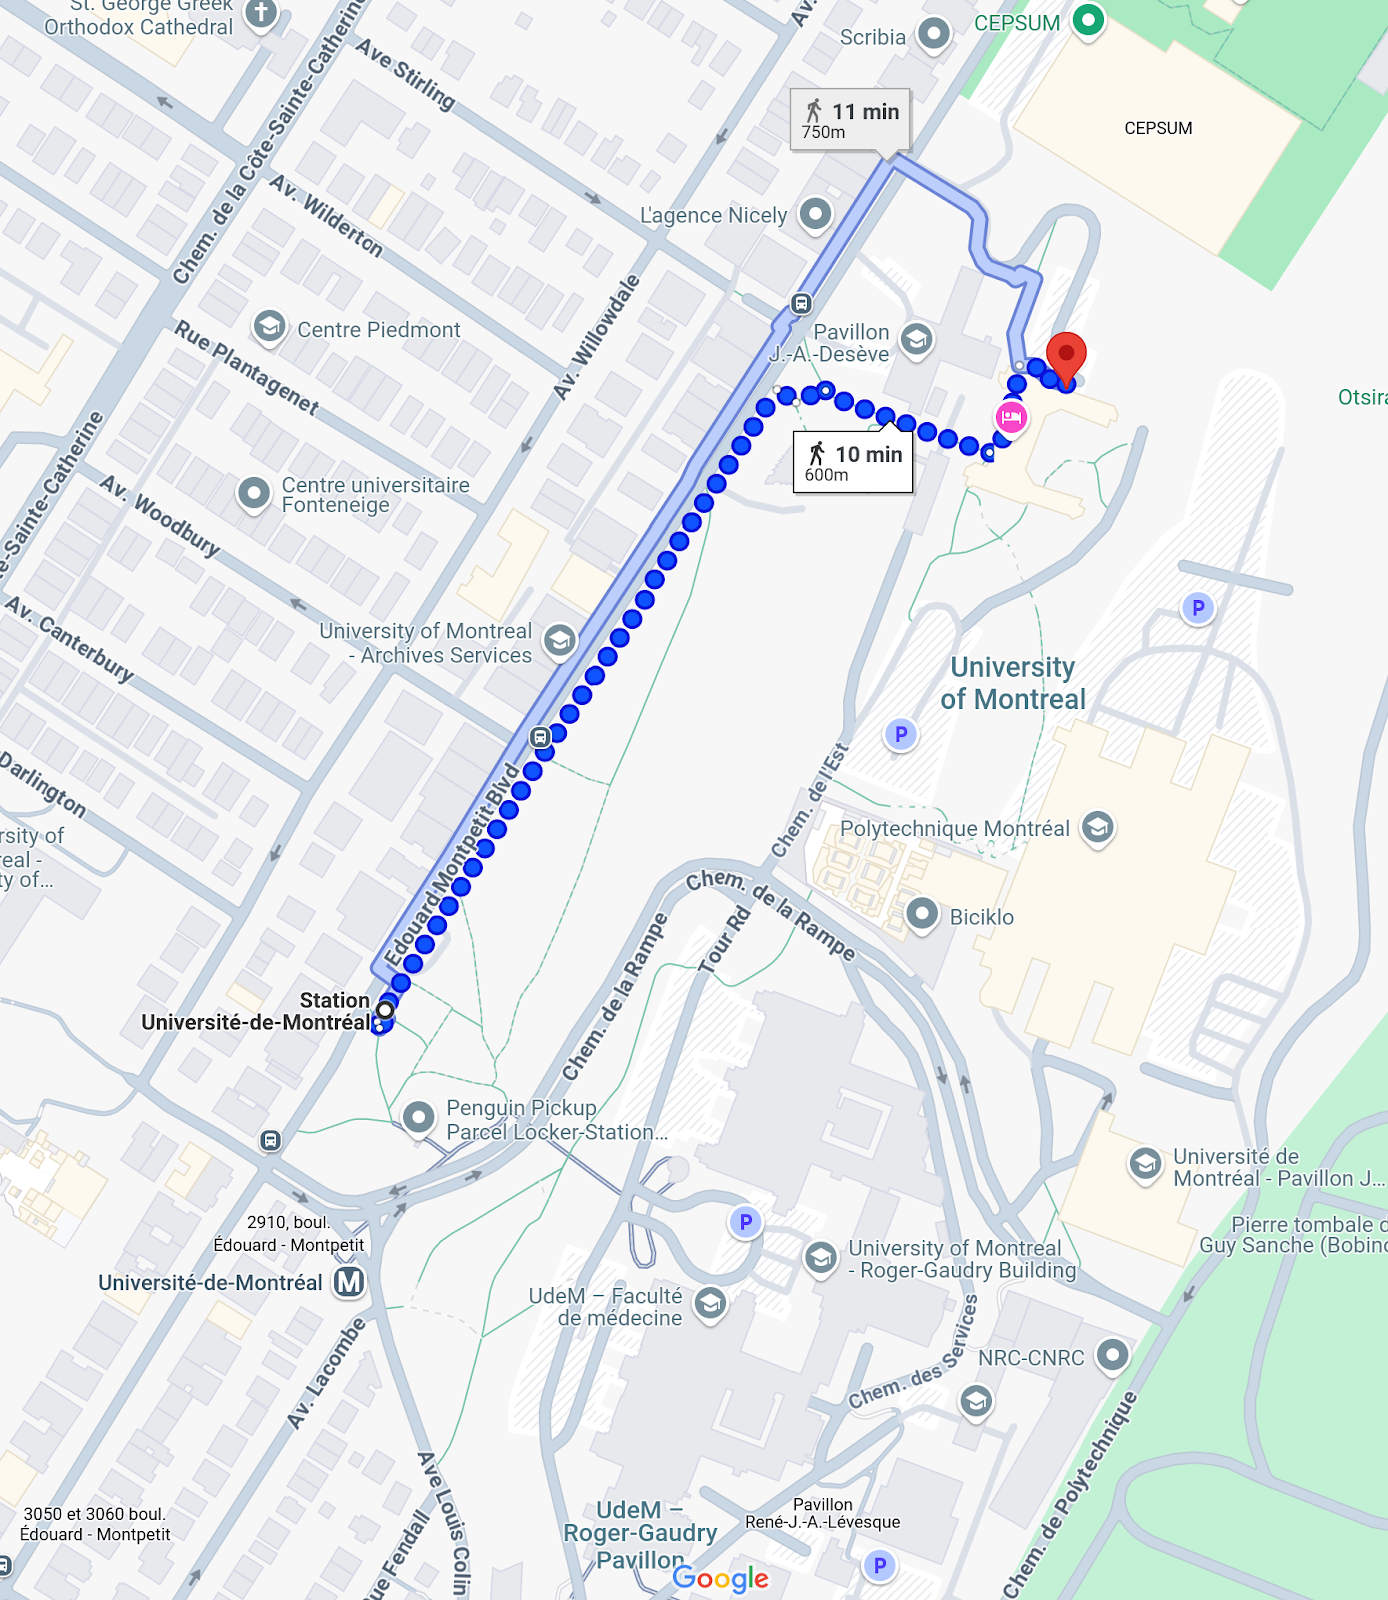 St. George Greek
Orthodox Cathedral
Chem. de la Côte-Sainte-Catherine
Ave Stirling
Av.
Scribia
CEPSUM
11 min
750m
CEPSUM
Av. Wilderton
L'agence Nicely
Centre Piedmont
Rue Plantagenet
Av. Willowdale
Pavillon
J.-A.-Desève
Otsira
te-Sainte-Catherine
10 min
600m
Centre universitaire
Fonteneige
Av. Woodbury
Av. Canterbury
University of Montreal
- Archives Services
University
of Montreal
P
P
Darlington
Edouard Montpetit Blvd
Chem. de l'Est
Polytechnique Montréal
rsity of
real -
ty of...
Chem. de la Rampe
Biciklo
Tour Rd
Chem. de la Rampe
Station
Université-de-Montréal
Penguin Pickup
Parcel Locker-Station...
Université de
Montréal - Pavillon J...
2910, boul.
Édouard - Montpetit
P
Pierre tombale d
Guy Sanche (Bobino
Université-de-Montréal
M
University of Montreal
- Roger-Gaudry Building
UdeM – Faculté
de médecine
Av. Lacombe
Chem. des Services
NRC-CNRC
Chem. de Polytechnique
Ave Louis Colin
3050 et 3060 boul.
Édouard - Montpetit
ue Fendall
UdeM –
Roger-Gaudry
Pavillon
Pavillon
René-J.-A.-Lévesque
P
Google